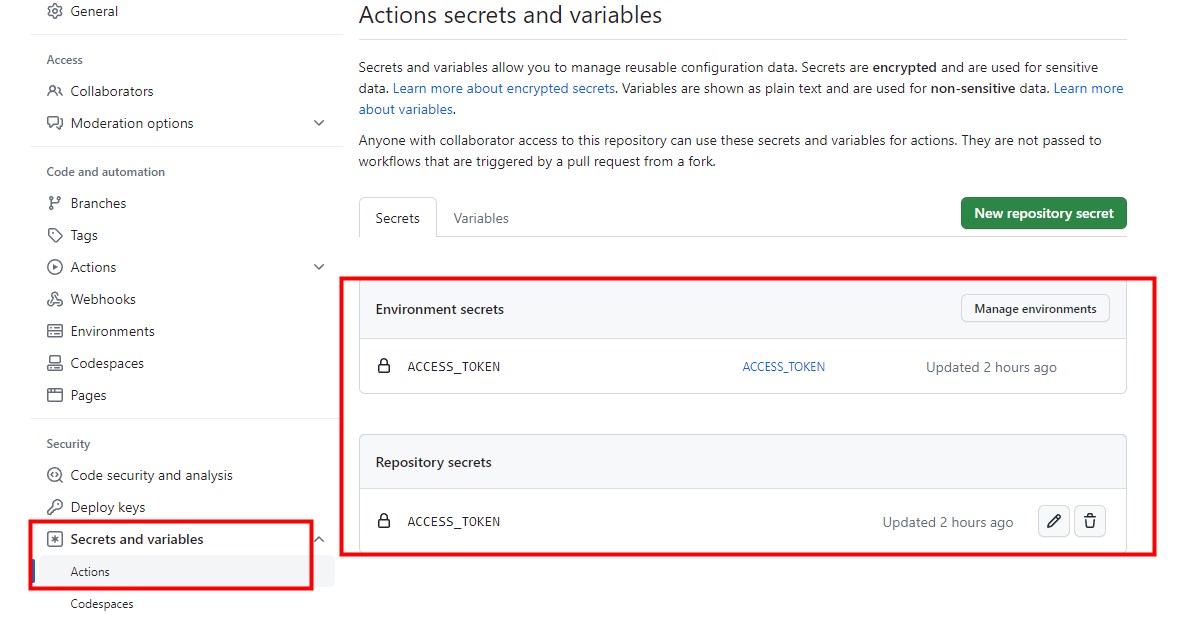 General
Access
Collaborators
Moderation options
Code and automation
Branches
Tags
Actions
Webhooks
Environments
Codespaces
Pages
Security
Code security and analysis
Deploy keys
Secrets and variables
Actions
Codespaces
Actions secrets and variables
Secrets and variables allow you to manage reusable configuration data. Secrets are encrypted and are used for sensitive
data. Learn more about encrypted secrets. Variables are shown as plain text and are used for non-sensitive data. Learn more
about variables.
Anyone with collaborator access to this repository can use these secrets and variables for actions. They are not passed to
workflows that are triggered by a pull request from a fork.
Secrets Variables New repository secret
Environment secrets Manage environments
ACCESS_TOKEN ACCESS_TOKEN Updated 2 hours ago
Repository secrets
ACCESS_TOKEN Updated 2 hours ago